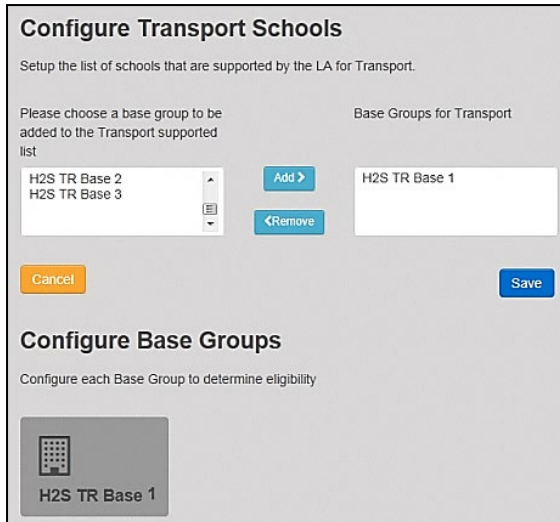 Configure Transport Schools
Setup the list of schools that are supported by the LA for Transport.
Please choose a base group to be
added to the Transport supported
list
Base Groups for Transport
H2S TR Base 2
H2S TR Base 3
Add
Remove
H2S TR Base 1
Cancel
Save
Configure Base Groups
Configure each Base Group to determine eligibility
H2S TR Base 1